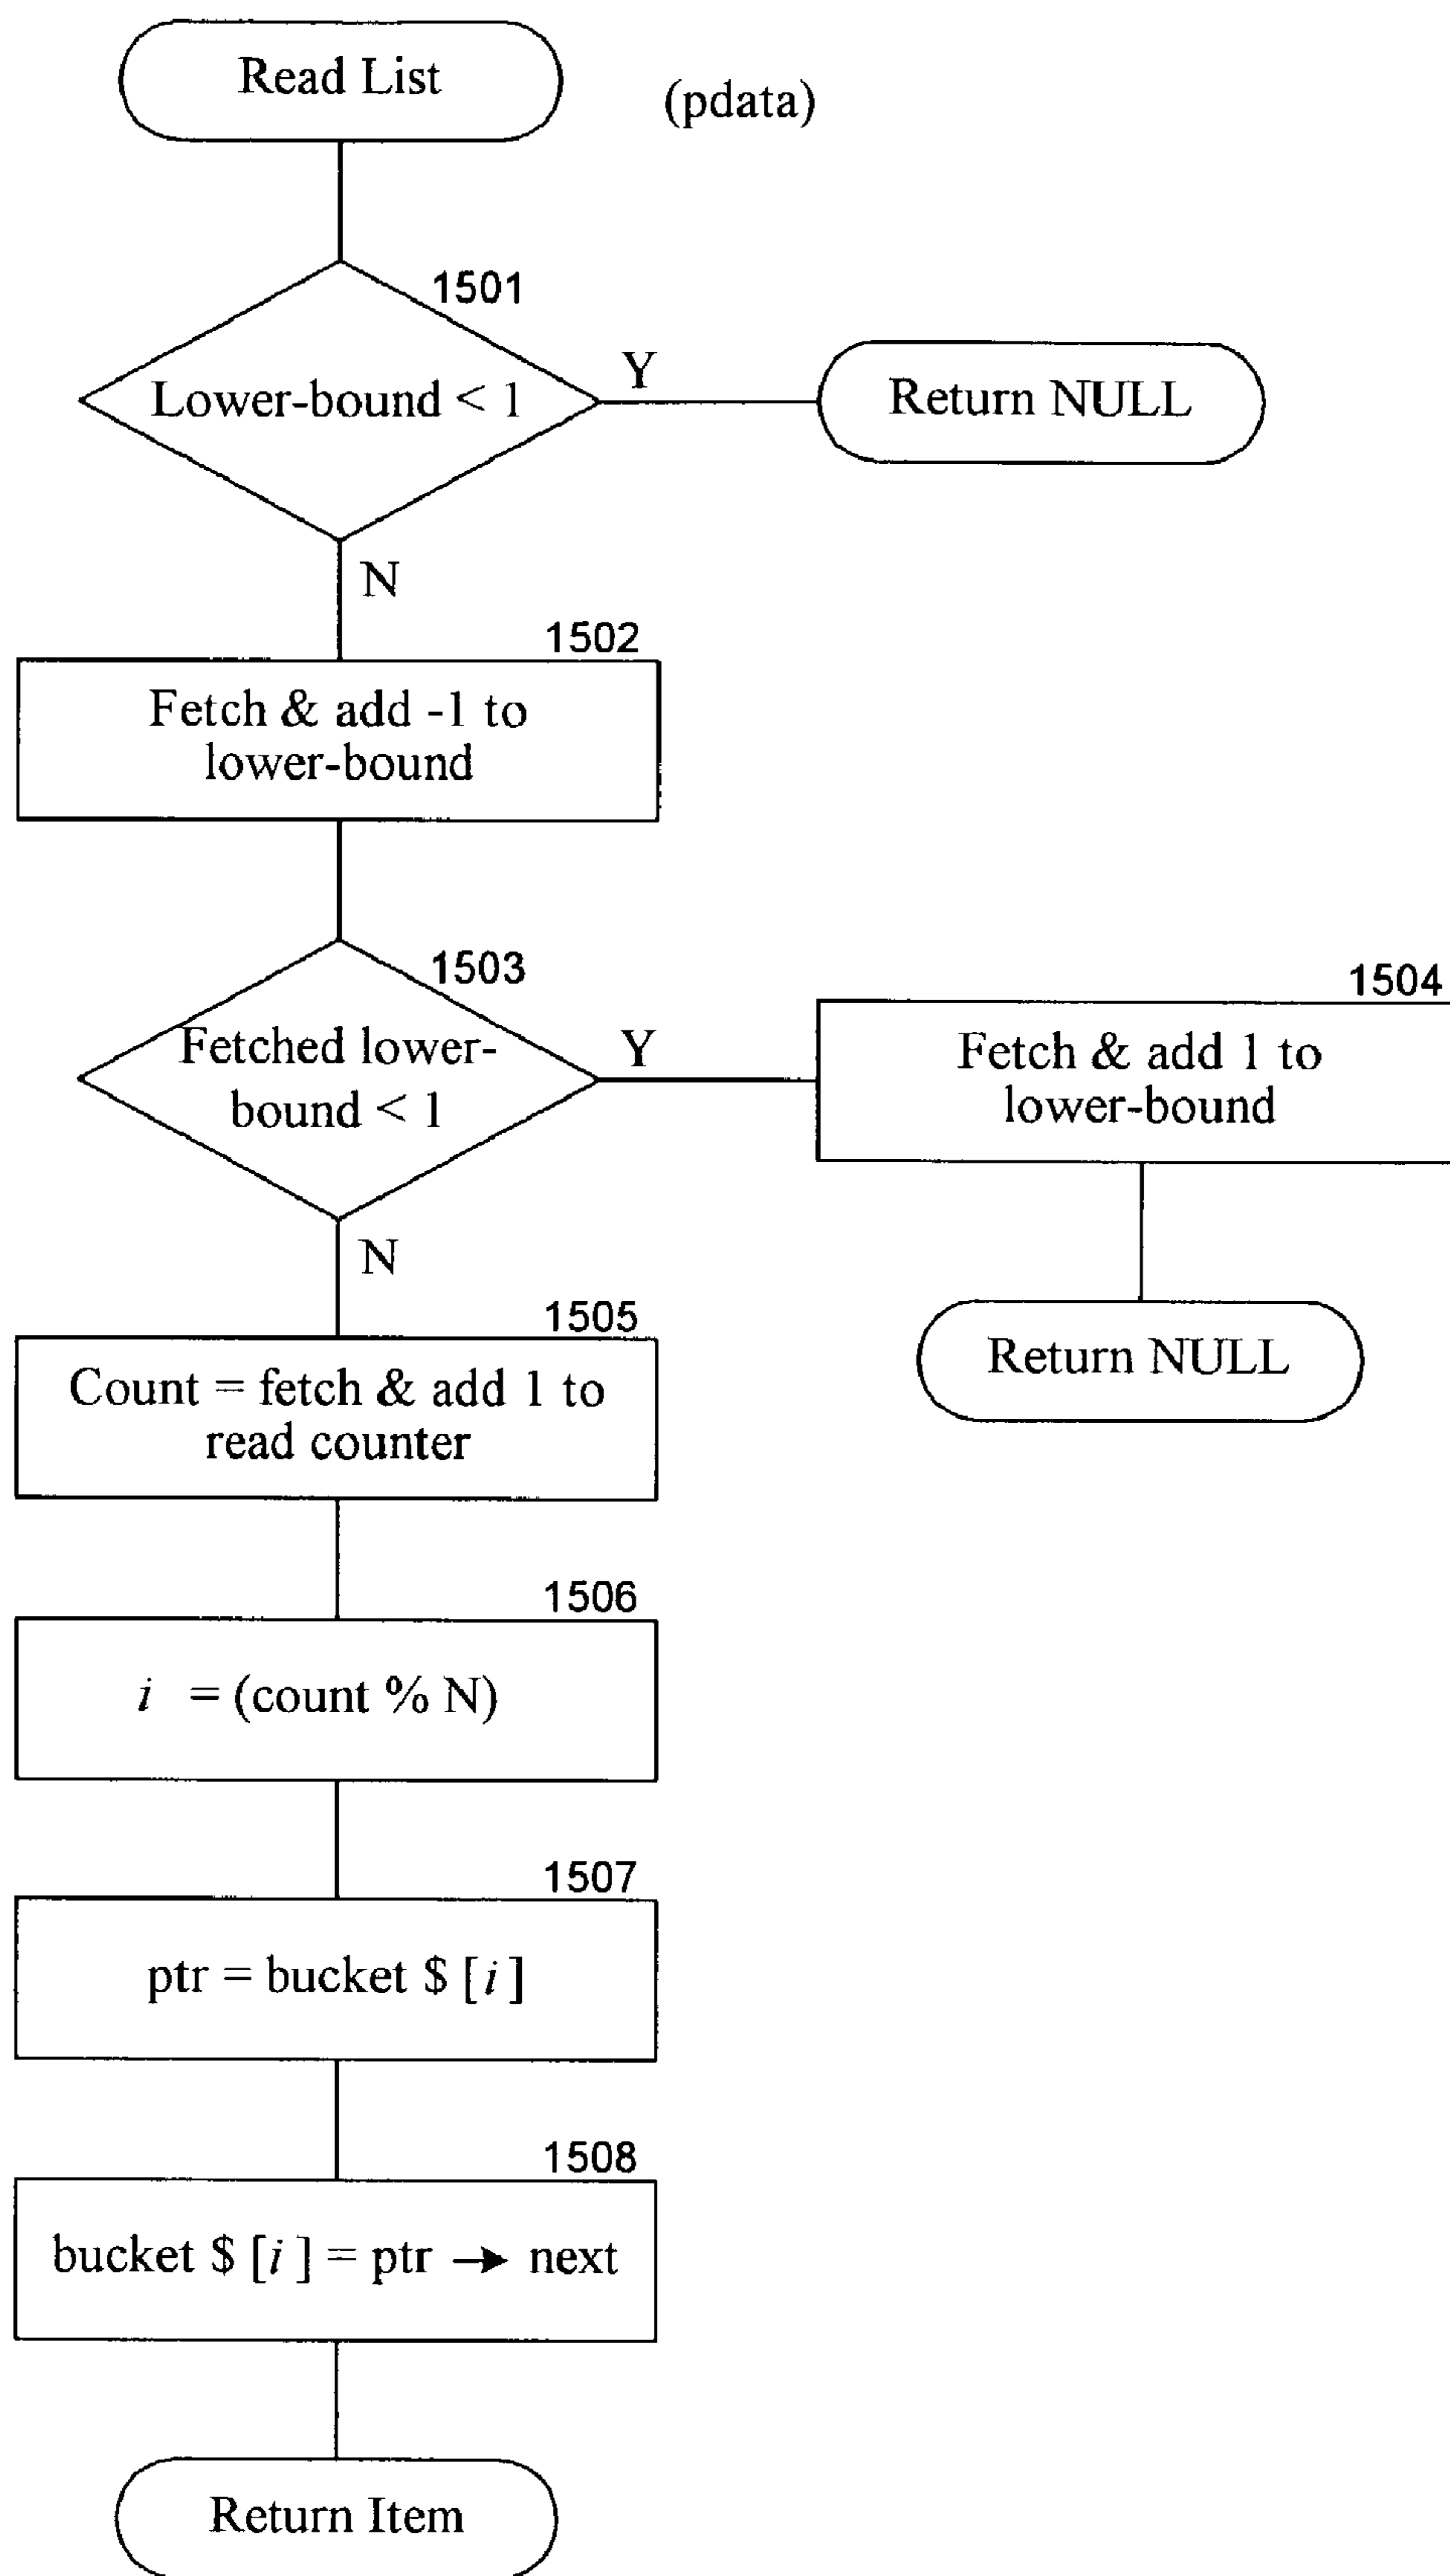 Read List
(pdata)
1501
Lower-bound < 1
Y
Return NULL
N
1502
Fetch & add -1 to
lower-bound
1503
Fetched lower-
bound < 1
Y
1504
Fetch & add 1 to
lower-bound
N
Return NULL
1505
Count = fetch & add 1 to
read counter
1506
i = (count % N)
1507
ptr = bucket $ [i]
1508
bucket $ [i] = ptr → next
Return Item